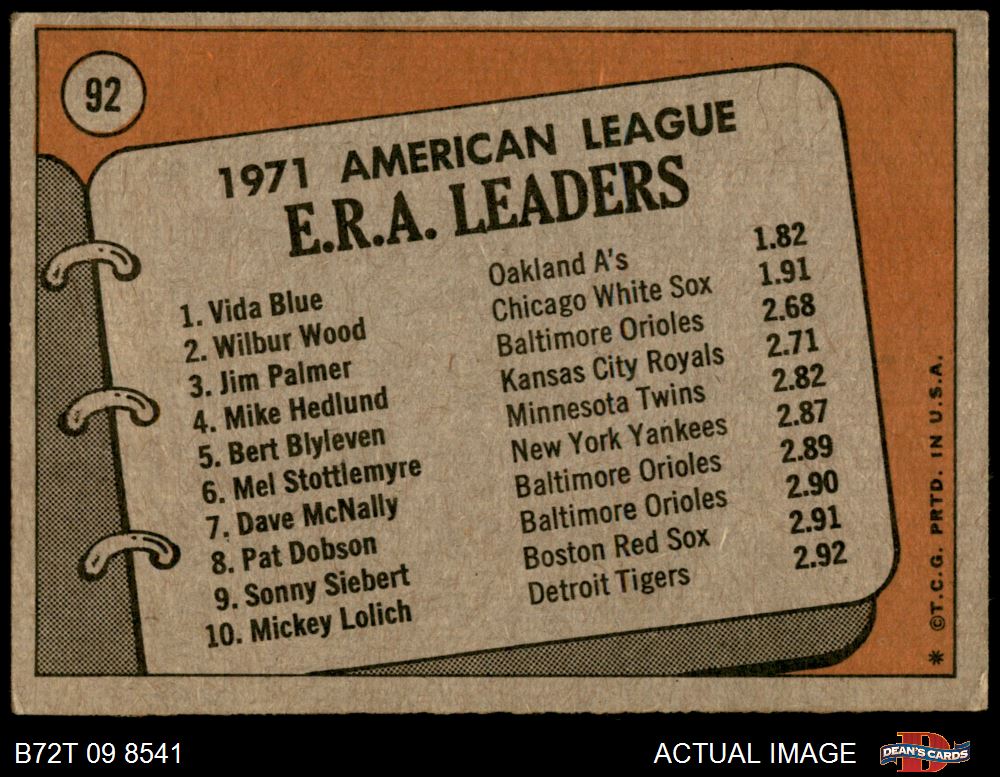 92
1971 AMERICAN LEAGUE
E.R.A. LEADERS
1. Vida Blue Oakland A's 1.82
2. Wilbur Wood Chicago White Sox 1.91
3. Jim Palmer Baltimore Orioles 2.68
4. Mike Hedlund Kansas City Royals 2.71
5. Bert Blyleven Minnesota Twins 2.82
6. Mel Stottlemyre New York Yankees 2.87
7. Dave McNally Baltimore Orioles 2.89
8. Pat Dobson Baltimore Orioles 2.90
9. Sonny Siebert Boston Red Sox 2.91
10. Mickey Lolich Detroit Tigers 2.92
* ©T.C.G. PRTD. IN U.S.A.
B72T 09 8541 ACTUAL IMAGE D DEAN'S CARDS